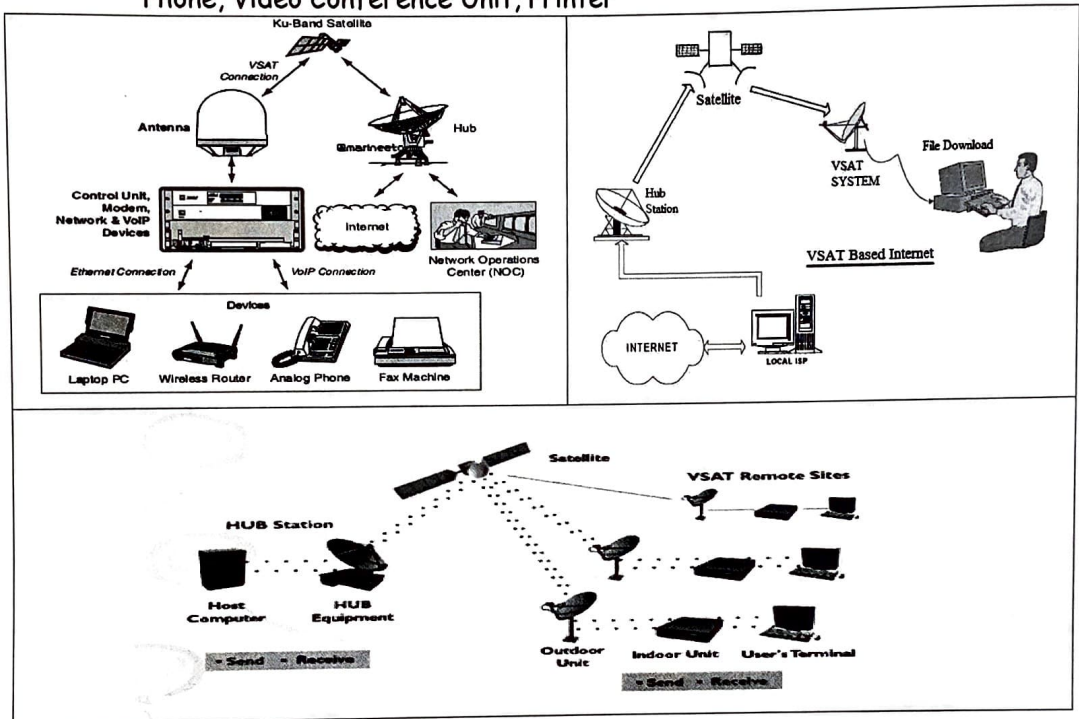 Phone, Video Conference Unit, Printer
Ku-Band Satellite
VSAT
Connection
Antenna
Hub
@marineeto
Control Unit,
Modem,
Network & VoIP
Devices
Internet
Network Operations
Center (NOC)
Ethernet Connection
VoIP Connection
Devices
Laptop PC
Wireless Router
Analog Phone
Fax Machine
Satellite
VSAT
SYSTEM
File Download
Hub
Station
VSAT Based Internet
INTERNET
LOCAL ISP
Satellite
VSAT Remote Sites
HUB Station
Host
Computer
HUB
Equipment
Outdoor
Unit
Indoor Unit
User's Terminal
- Send - Receive
- Send - Receive